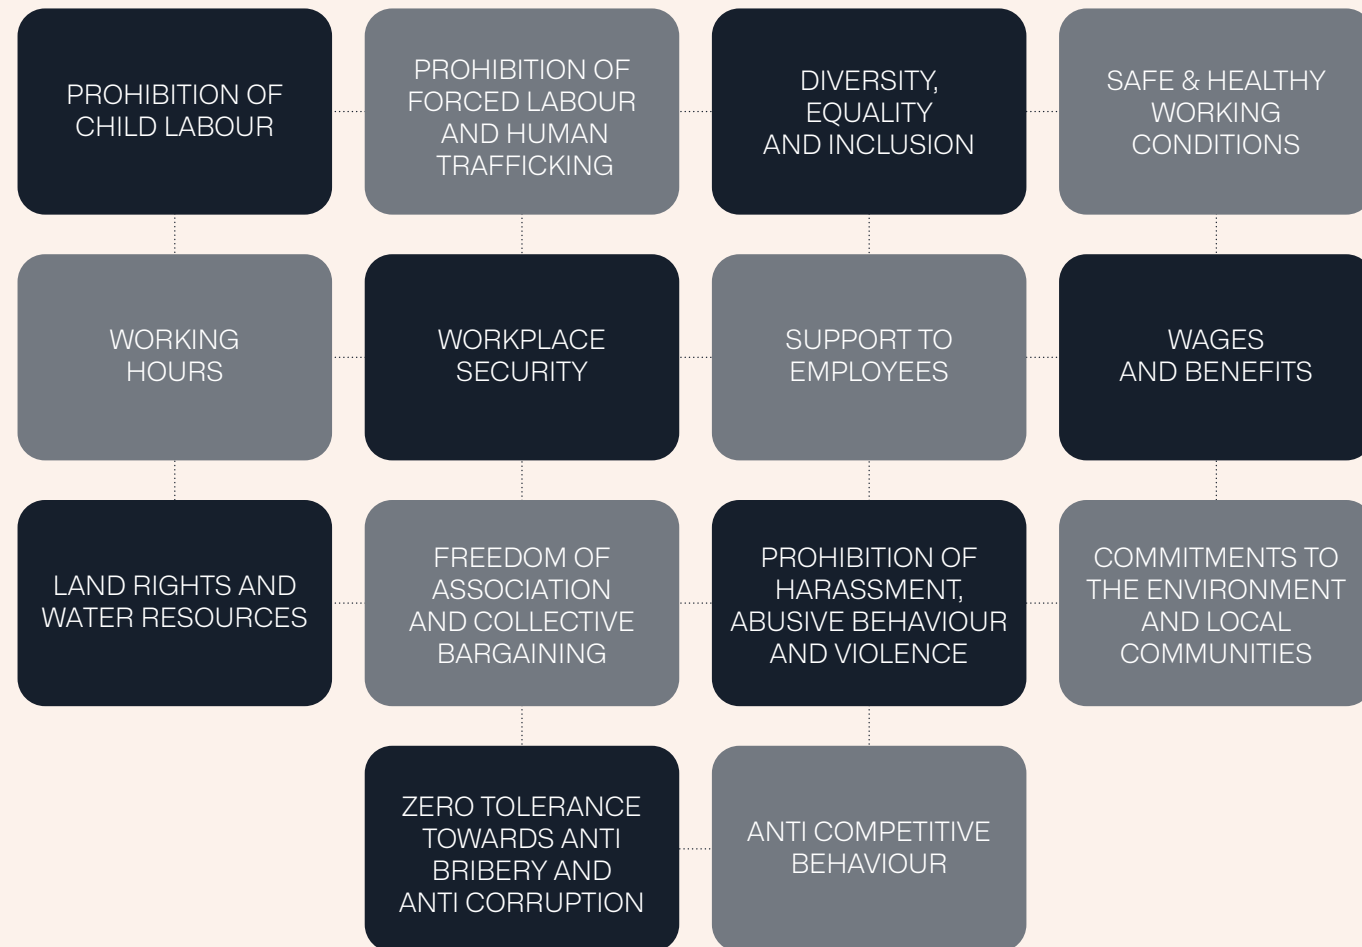 PROHIBITION OF
CHILD LABOUR
PROHIBITION OF
FORCED LABOUR
AND HUMAN
TRAFFICKING
DIVERSITY,
EQUALITY
AND INCLUSION
SAFE & HEALTHY
WORKING
CONDITIONS
WORKING
HOURS
WORKPLACE
SECURITY
SUPPORT TO
EMPLOYEES
WAGES
AND BENEFITS
LAND RIGHTS AND
WATER RESOURCES
FREEDOM OF
ASSOCIATION
AND COLLECTIVE
BARGAINING
PROHIBITION OF
HARASSMENT,
ABUSIVE BEHAVIOUR
AND VIOLENCE
COMMITMENTS TO
THE ENVIRONMENT
AND LOCAL
COMMUNITIES
ZERO TOLERANCE
TOWARDS ANTI
BRIBERY AND
ANTI CORRUPTION
ANTI COMPETITIVE
BEHAVIOUR